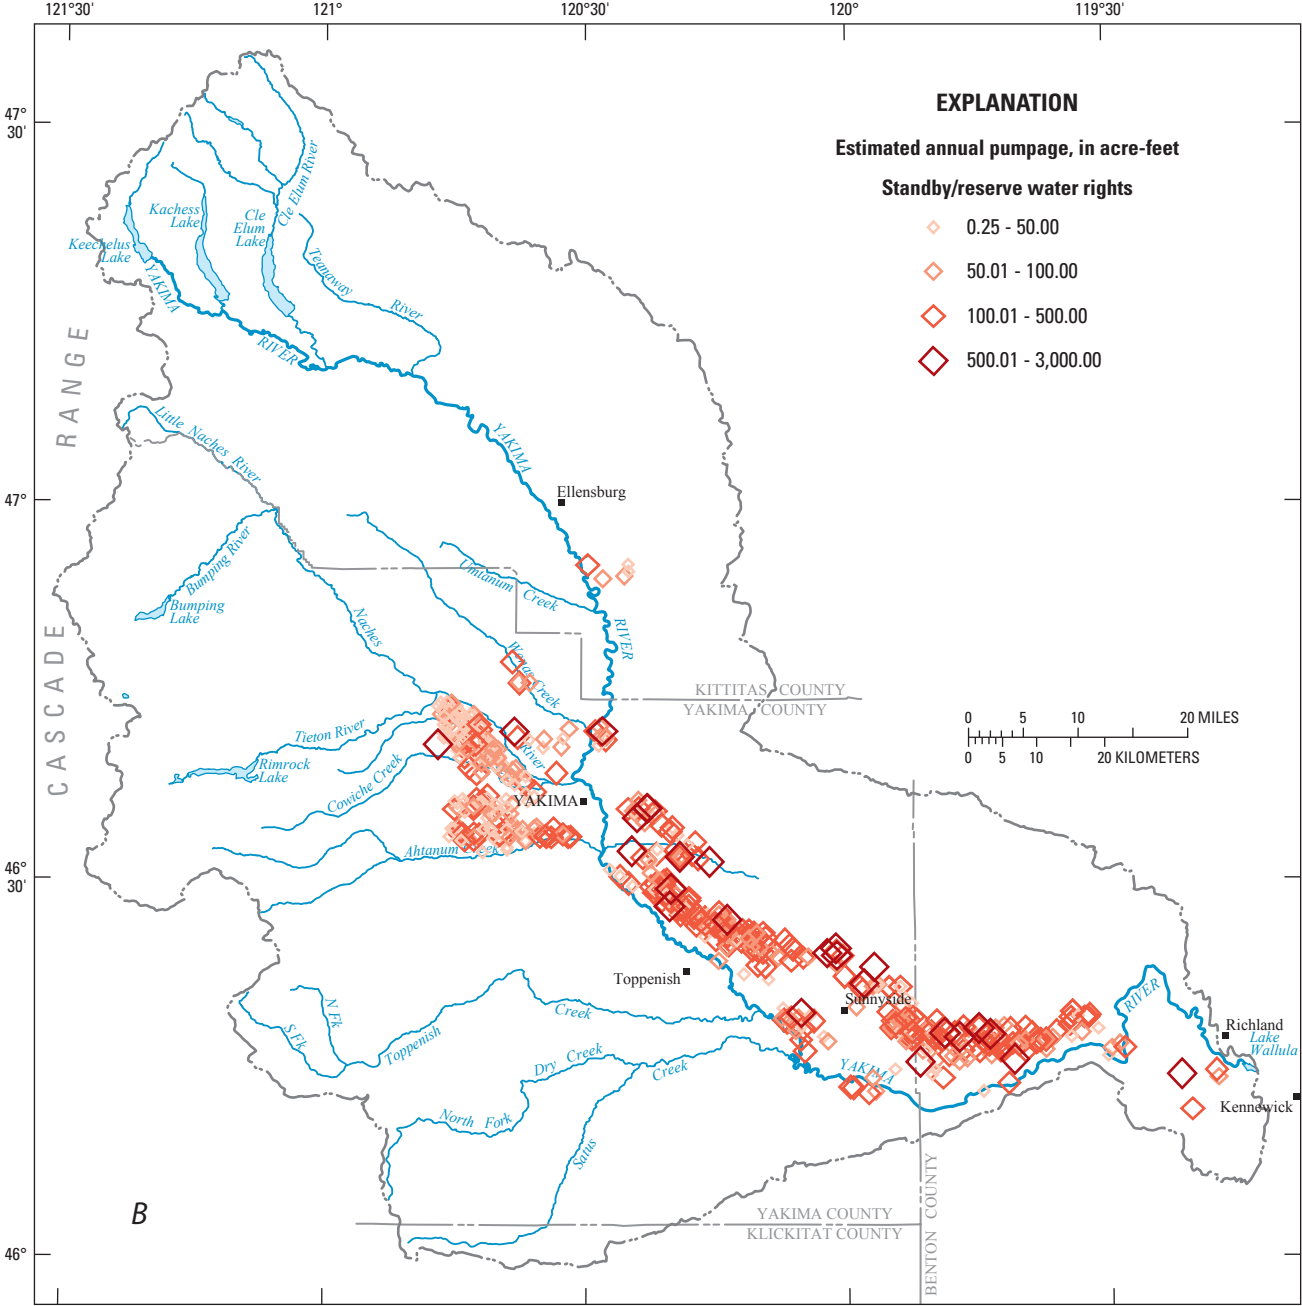 121°30'
121°
120°30'
120°
119°30'
47°
30'
EXPLANATION
Estimated annual pumpage, in acre-feet
Standby/reserve water rights
0.25 - 50.00
50.01 - 100.00
100.01 - 500.00
500.01 - 3,000.00
Cle Elum River
Kachess
Lake
Cle
Elum
Lake
Keechelus
Lake
YAKIMA
Teanaway
River
RIVER
RANGE
Little Naches River
YAKIMA
47°
Ellensburg
Bumping River
Umtanum
Creek
Bumping
Lake
Naches
RIVER
CASCADE
Wenas Creek
KITTITAS COUNTY
YAKIMA COUNTY
0 5 10 20 MILES
0 5 10 20 KILOMETERS
Tieton River
River
Rimrock
Lake
Cowiche Creek
YAKIMA
Ahtanum Creek
46°
30'
Toppenish
Sunnyside
RIVER
N Fk
S Fk
Toppenish
Creek
Richland
Lake
Wallula
Dry Creek
Creek
YAKIMA
North Fork
Kennewick
Satus
B
YAKIMA COUNTY
KLICKITAT COUNTY
BENTON COUNTY
46°